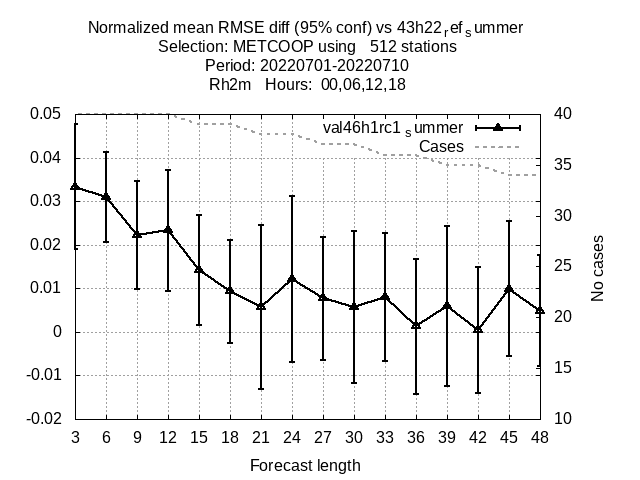 Normalized mean RMSE diff (95% conf) vs 43h22refsummer
Selection: METCOOP using 512 stations
Period: 20220701-20220710
Rh2m Hours: 00,06,12,18
0.05 40
val46h1rc1summer
Cases
0.04 35
0.03 30
0.02 25
0.01 20
0
-0.01 15
-0.02 10
No cases
3 6 9 12 15 18 21 24 27 30 33 36 39 42 45 48
Forecast length